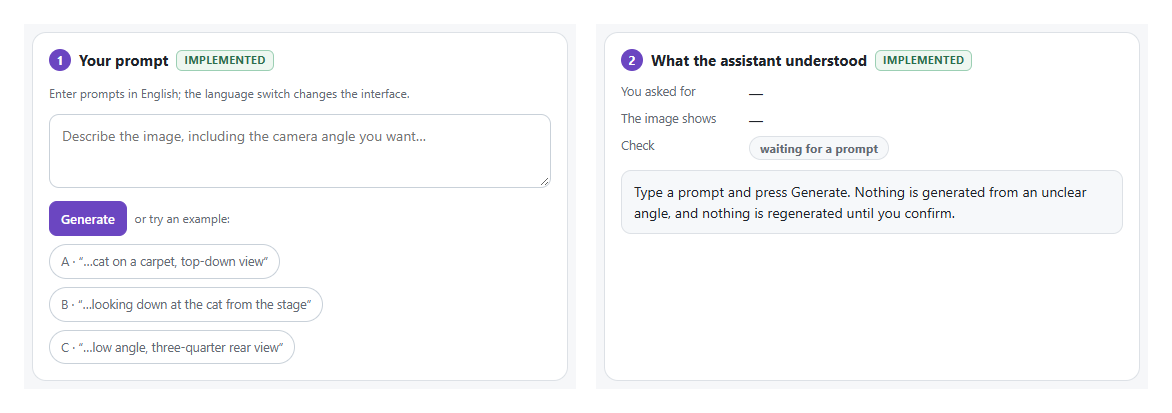 1 Your prompt IMPLEMENTED
Enter prompts in English; the language switch changes the interface.
Describe the image, including the camera angle you want...
Generate or try an example:
A · “...cat on a carpet, top-down view”
B · “...looking down at the cat from the stage”
C · “...low angle, three-quarter rear view”
2 What the assistant understood IMPLEMENTED
You asked for —
The image shows —
Check waiting for a prompt
Type a prompt and press Generate. Nothing is generated from an unclear
angle, and nothing is regenerated until you confirm.